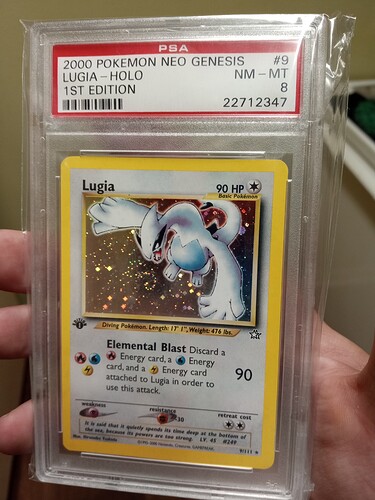 PSA
2000 POKEMON NEO GENESIS #9
LUGIA - HOLO NM - MT
1ST EDITION 8
22712347
Lugia 90 HP
Basic Pokémon
Diving Pokémon. Length: 17' 1", Weight: 476 lbs.
Elemental Blast Discard a
Energy card, a Energy
card, and a Energy card
attached to Lugia in order to
use this attack.
90
weakness resistance retreat cost
-30
It is said that it quietly spends its time deep at the bottom of
the sea, because its powers are too strong. LV. 45 #249
9/111